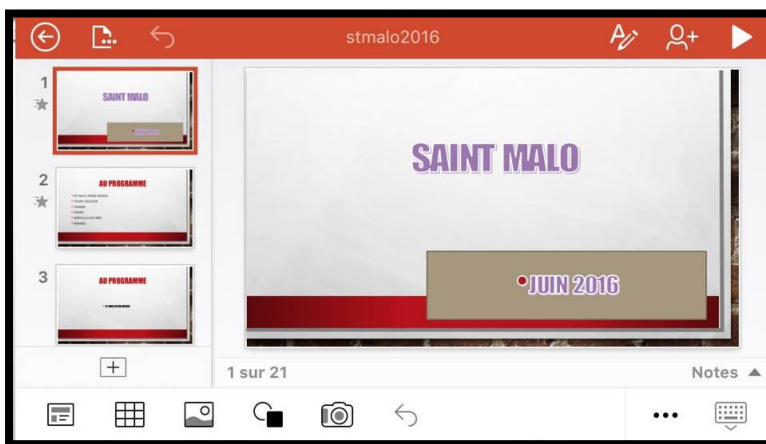 stmalo2016
1
SAINT MALO
2
AU PROGRAMME
3
AU PROGRAMME
SAINT MALO
JUIN 2016
1 sur 21
Notes